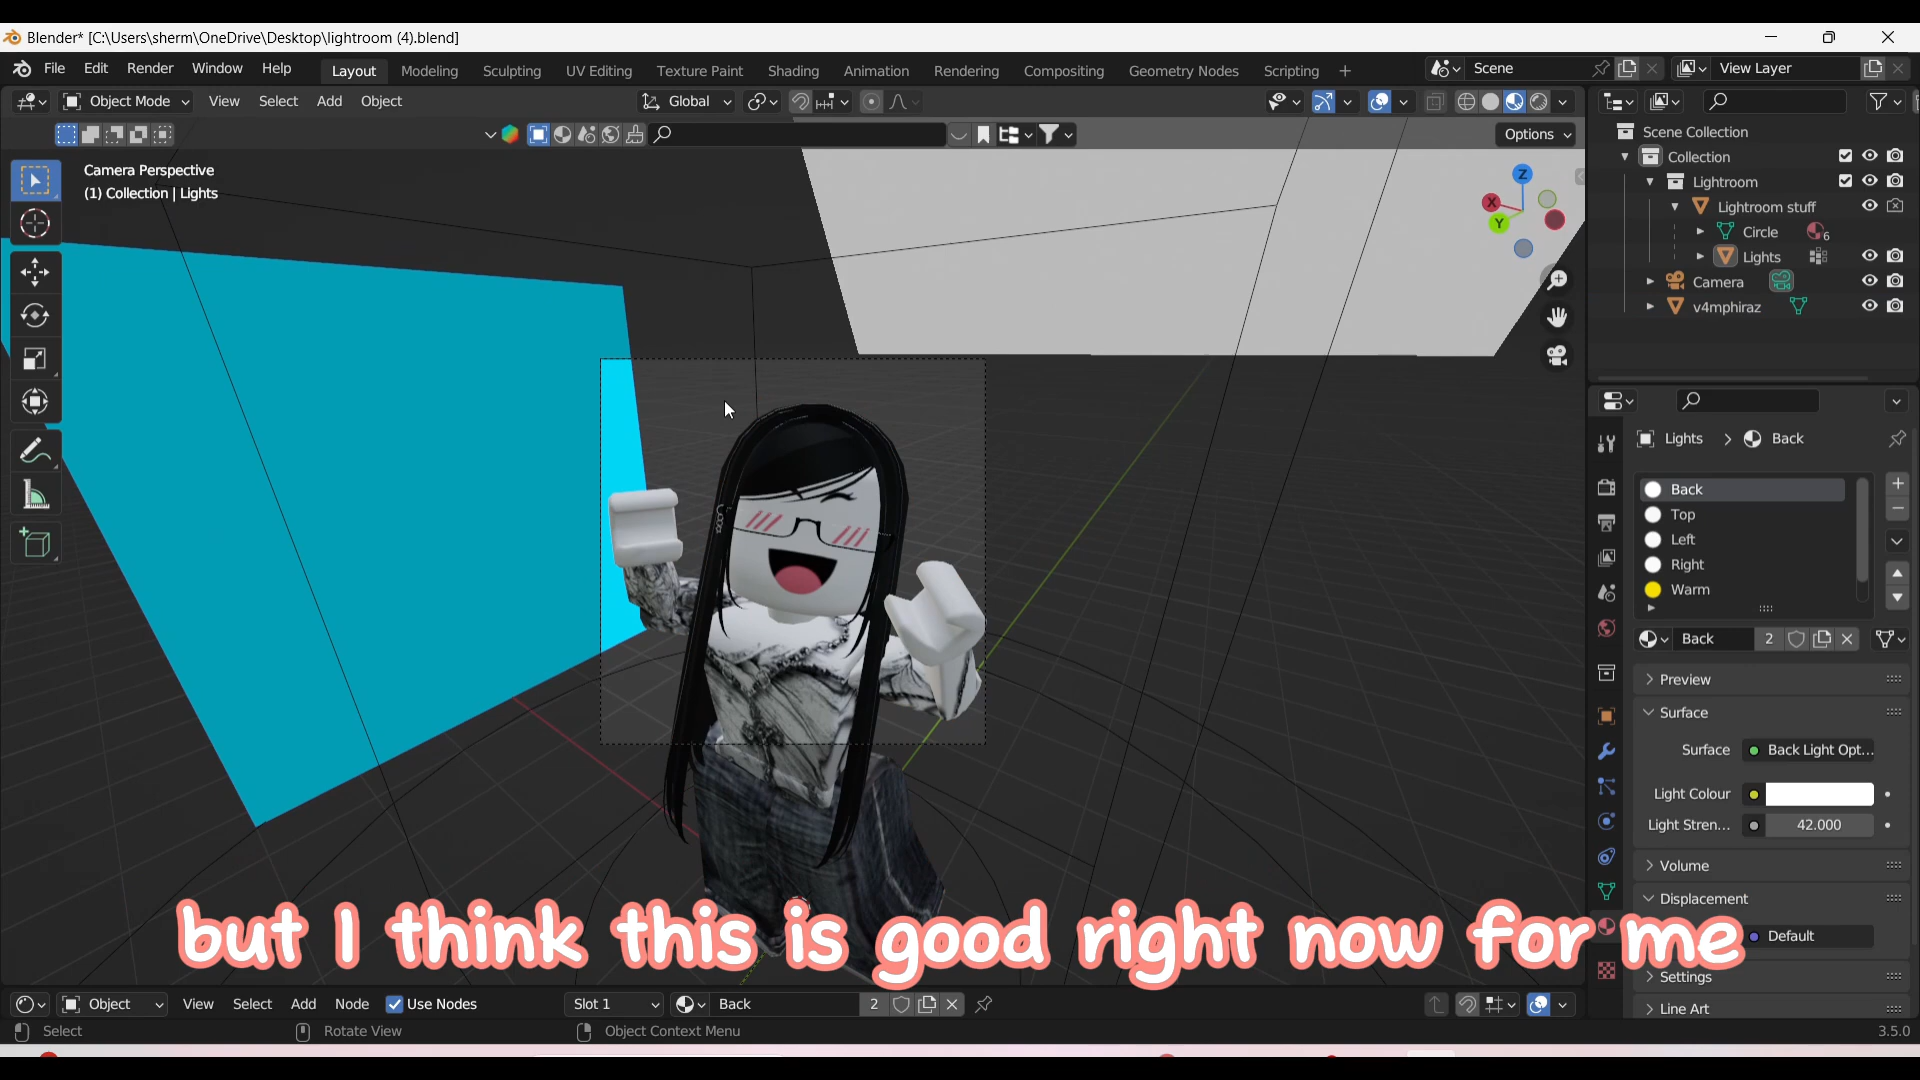 Blender* [C:\Users\sherm\OneDrive\Desktop\lightroom (4).blend]
File Edit Render Window Help Layout Modeling Sculpting UV Editing Texture Paint Shading Animation Rendering Compositing Geometry Nodes Scripting + Scene View Layer
Object Mode View Select Add Object Global
Options
Camera Perspective
(1) Collection | Lights
Z
X
Y
Scene Collection
Collection
Lightroom
Lightroom stuff
Circle 6
Lights
Camera
v4mphiraz
Lights > Back
Back
Top
Left
Right
Warm
Back 2
Preview
Surface
Surface Back Light Opt...
Light Colour
Light Stren... 42.000
Volume
Displacement
Default
Settings
Line Art
but I think this is good right now for me
Object View Select Add Node Use Nodes Slot 1 Back 2
Select Rotate View Object Context Menu 3.5.0